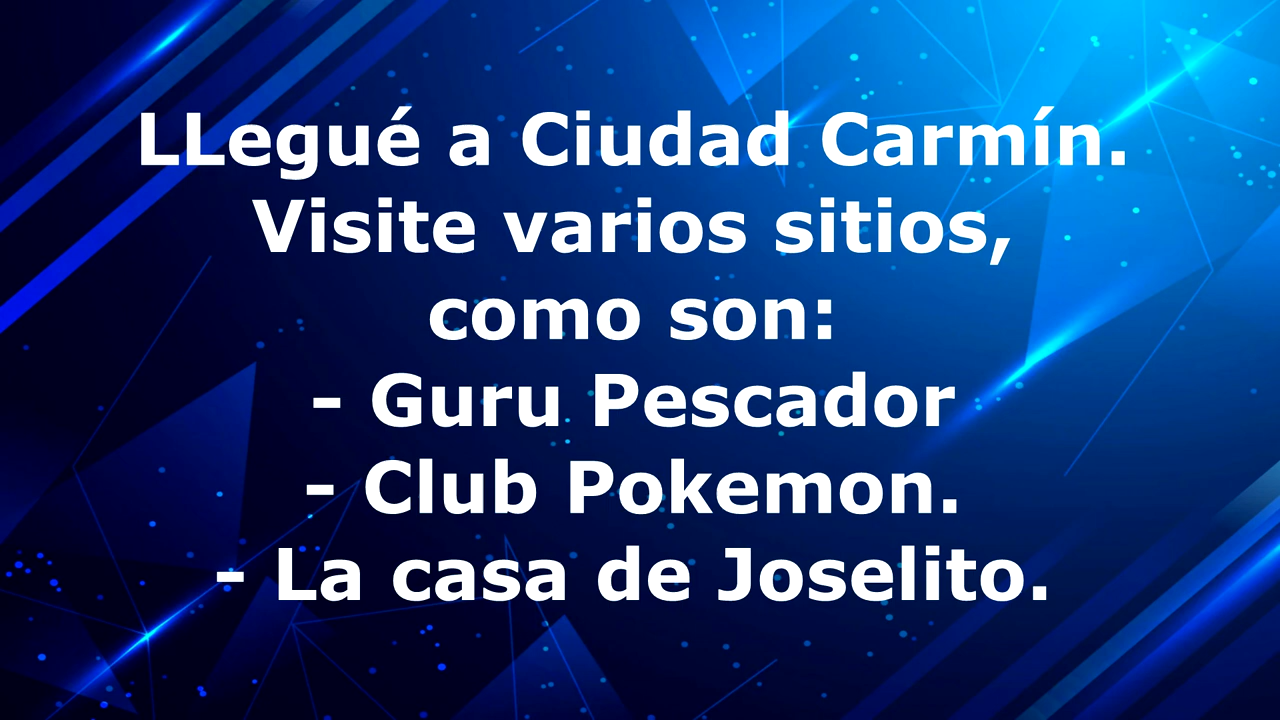 LLegué a Ciudad Carmín.
Visite varios sitios,
como son:
- Guru Pescador
- Club Pokemon.
- La casa de Joselito.